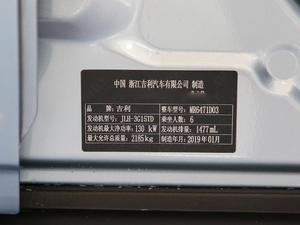 中国 浙江吉利汽车有限公司 制造
品牌:吉利 整车型号:MR6471D03
发动机型号:JLH-3G15TD 乘坐人数:6
发动机最大净功率:130 kW 发动机排量:1477mL
最大允许总质量:2185kg 制造年月:2019年01月